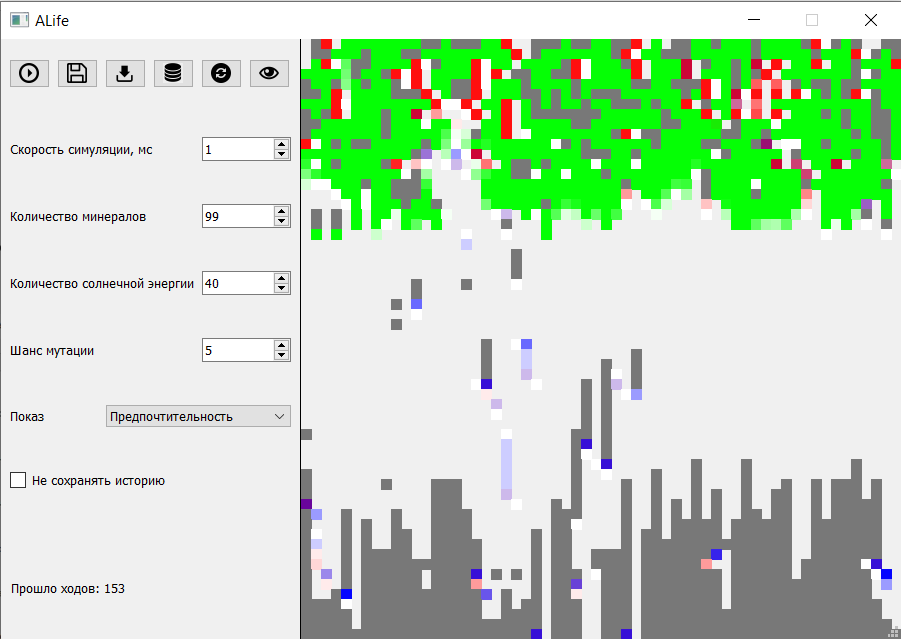 ALife
Скорость симуляции, мс
1
Количество минералов
99
Количество солнечной энергии
40
Шанс мутации
5
Показ
Предпочтительность
Не сохранять историю
Прошло ходов: 153